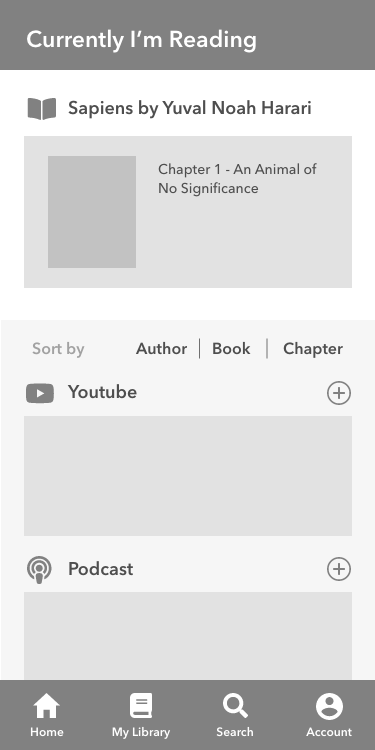 Currently I’m Reading
Sapiens by Yuval Noah Harari
Chapter 1 - An Animal of
No Significance
Sort by Author | Book | Chapter
Youtube
Podcast
Home My Library Search Account